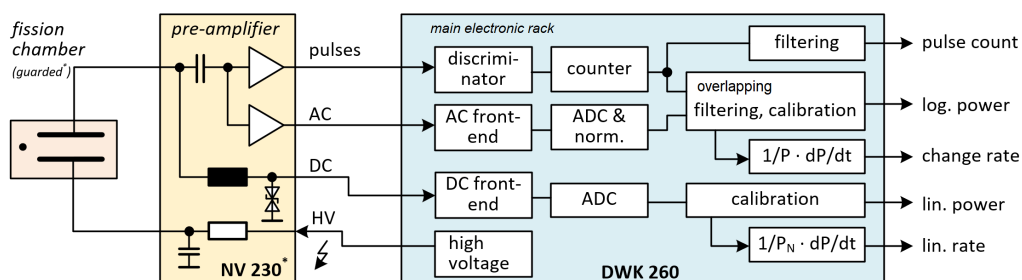 fission
chamber
(guarded*)
pre-amplifier
pulses
AC
DC
HV
NV 230*
main electronic rack
discrimi-
nator
counter
filtering
pulse count
AC front-
end
ADC &
norm.
overlapping
filtering, calibration
log. power
1/P · dP/dt
change rate
DC front-
end
ADC
calibration
lin. power
1/PN · dP/dt
lin. rate
high
voltage
DWK 260